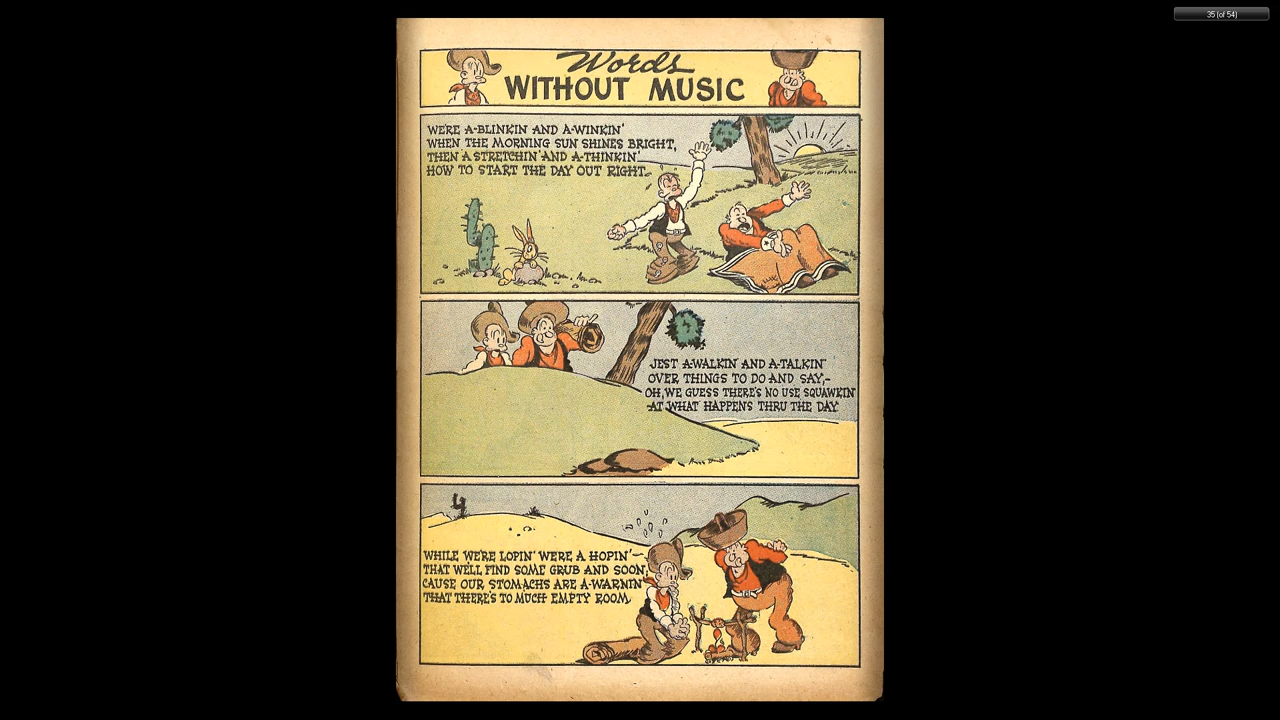 35 (of 54)
Words
WITHOUT MUSIC
WERE A-BLINKIN AND A-WINKIN'
WHEN THE MORNING SUN SHINES BRIGHT,
THEN A STRETCHIN' AND A-THINKIN'
HOW TO START THE DAY OUT RIGHT.
JEST A-WALKIN' AND A-TALKIN'
OVER THINGS TO DO AND SAY,-
OH, WE GUESS THERE'S NO USE SQUAWKIN'
AT WHAT HAPPENS THRU THE DAY
WHILE WE'RE LOPIN' WERE A HOPIN'
THAT WE'LL FIND SOME GRUB AND SOON,
CAUSE OUR STOMACHS ARE A-WARNIN'
THAT THERE'S TO MUCH EMPTY ROOM.